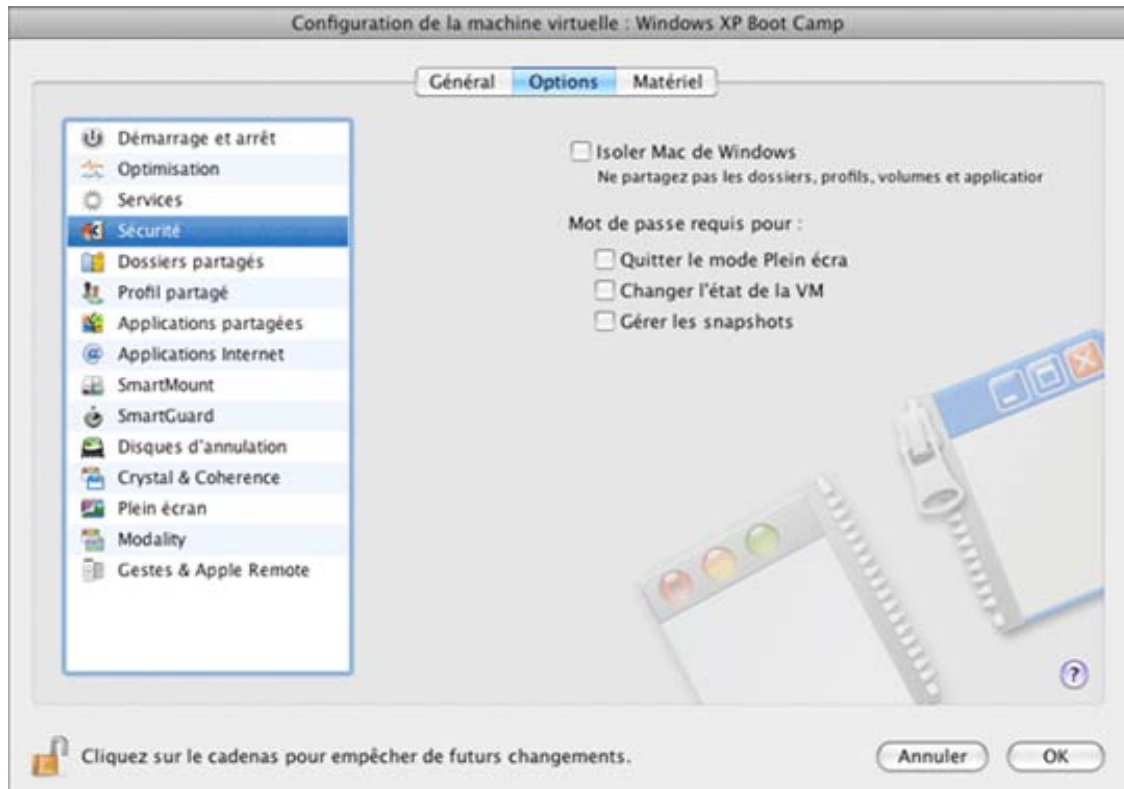 Configuration de la machine virtuelle : Windows XP Boot Camp
Général Options Matériel
Démarrage et arrêt
Optimisation
Services
Sécurité
Dossiers partagés
Profil partagé
Applications partagées
Applications Internet
SmartMount
SmartGuard
Disques d'annulation
Crystal & Coherence
Plein écran
Modality
Gestes & Apple Remote
Isoler Mac de Windows
Ne partagez pas les dossiers, profils, volumes et applicatior
Mot de passe requis pour :
Quitter le mode Plein écra
Changer l'état de la VM
Gérer les snapshots
?
Cliquez sur le cadenas pour empêcher de futurs changements.
Annuler OK